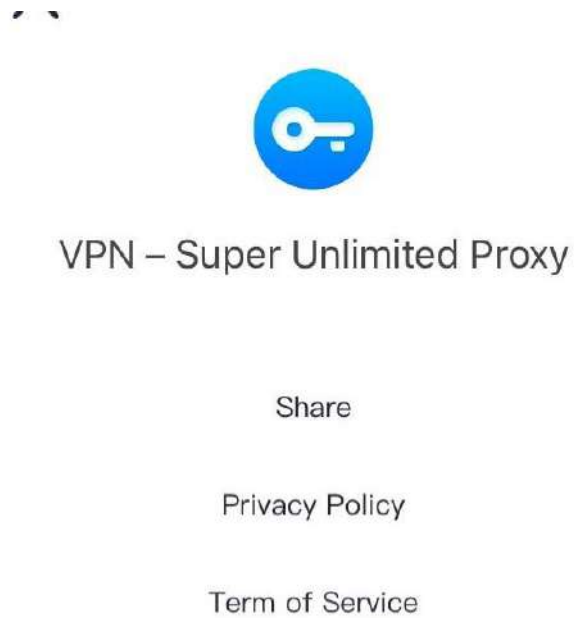 VPN – Super Unlimited Proxy
Share
Privacy Policy
Term of Service